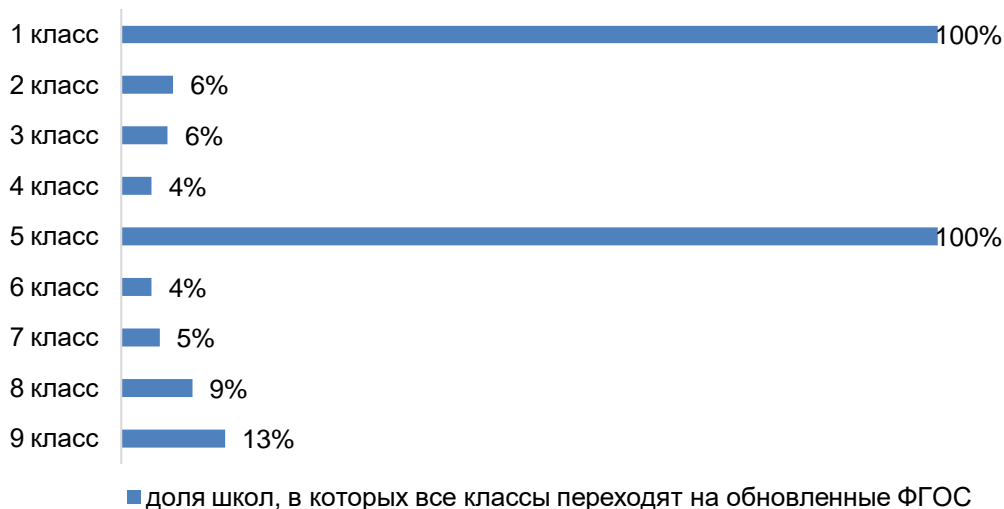 1 класс 100%
2 класс 6%
3 класс 6%
4 класс 4%
5 класс 100%
6 класс 4%
7 класс 5%
8 класс 9%
9 класс 13%
доля школ, в которых все классы переходят на обновленные ФГОС